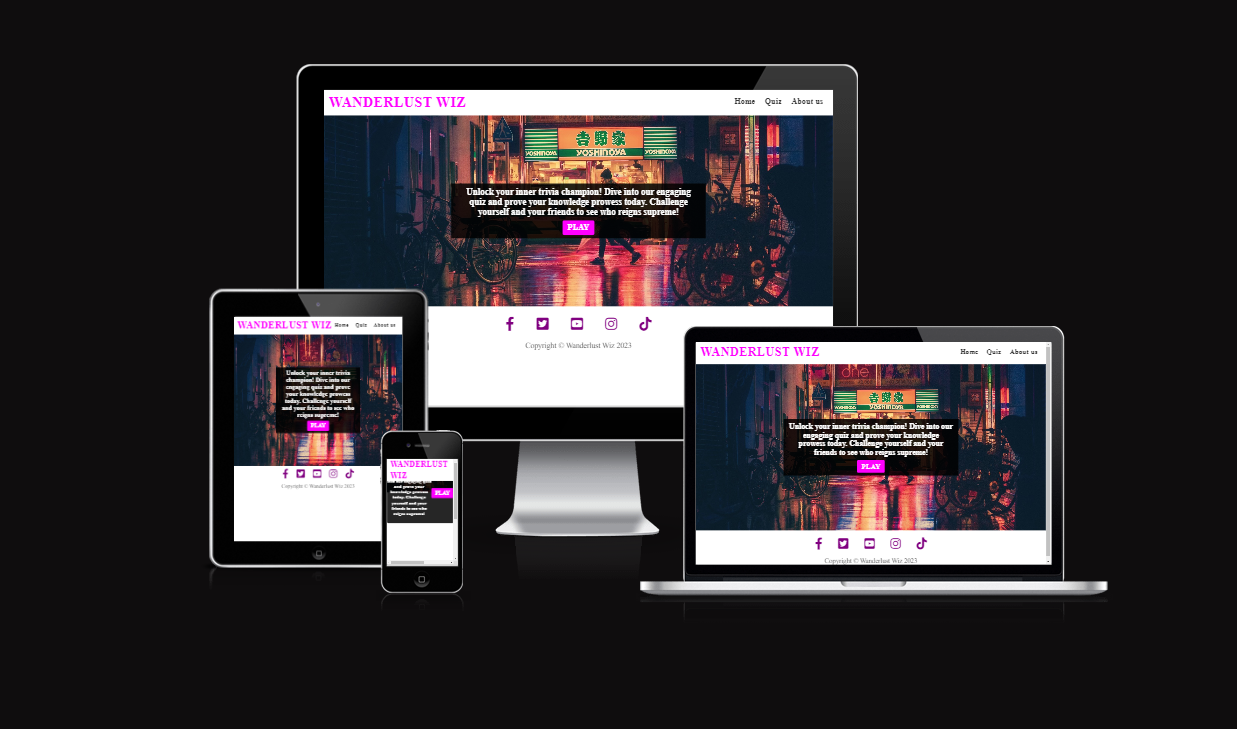 WANDERLUST WIZ
Home Quiz About us
吉野家
YOSHINOYA
YOSHINOYA
YOSHINOYA
Unlock your inner trivia champion! Dive into our engaging
quiz and prove your knowledge prowess today. Challenge
yourself and your friends to see who reigns supreme!
PLAY
Copyright © Wanderlust Wiz 2023
WANDERLUST WIZ Home Quiz About us
Unlock your inner trivia
champion! Dive into our
engaging quiz and prove
your knowledge prowess
today. Challenge yourself
and your friends to see who
reigns supreme!
PLAY
Copyright © Wanderlust Wiz 2023
WANDERLUST
WIZ
and prove your
knowledge prowess
today. Challenge
yourself and your
friends to see who
reigns supreme!
PLAY
WANDERLUST WIZ
Home Quiz About us
one
吉野家
YOSHINOYA
YOSHINOYA
YOSHINOYA
Unlock your inner trivia champion! Dive into our
engaging quiz and prove your knowledge
prowess today. Challenge yourself and your
friends to see who reigns supreme!
PLAY
Copyright © Wanderlust Wiz 2023